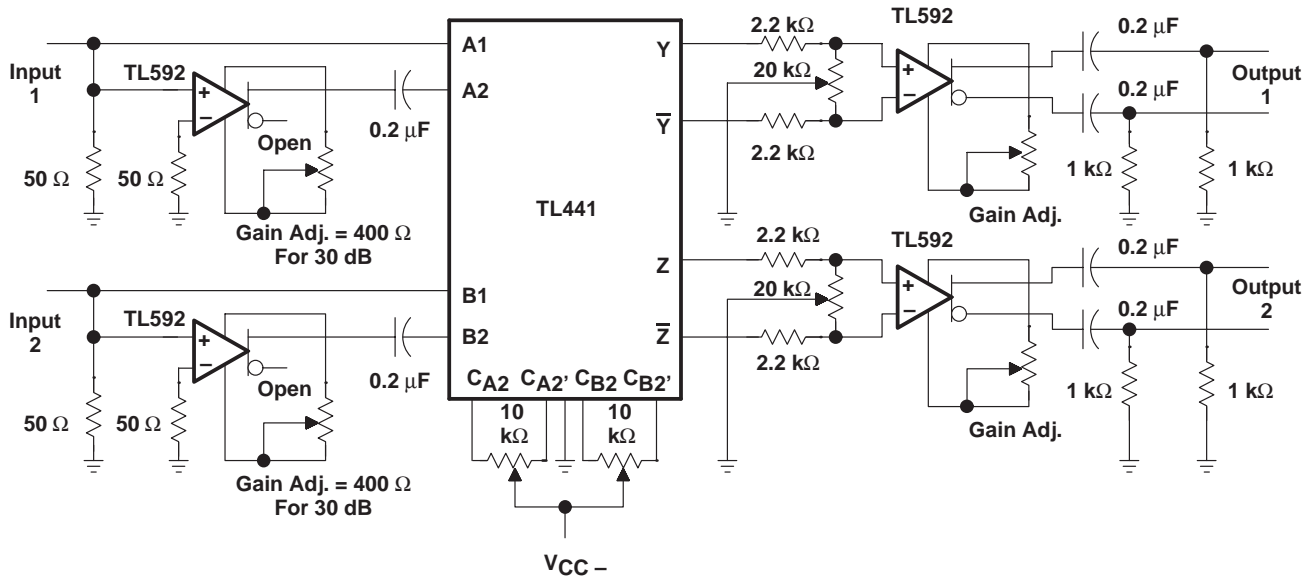 Input
1
TL592
+
−
Open
50 Ω
50 Ω
0.2 μF
Gain Adj. = 400 Ω
For 30 dB
Input
2
TL592
+
−
Open
50 Ω
50 Ω
0.2 μF
Gain Adj. = 400 Ω
For 30 dB
A1
A2
B1
B2
TL441
Y
Y̅
Z
Z̅
CA2
CA2'
CB2
CB2'
10
kΩ
10
kΩ
VCC −
2.2 kΩ
20 kΩ
2.2 kΩ
TL592
+
−
Gain Adj.
0.2 μF
0.2 μF
1 kΩ
1 kΩ
Output
1
2.2 kΩ
20 kΩ
2.2 kΩ
TL592
+
−
Gain Adj.
0.2 μF
0.2 μF
1 kΩ
1 kΩ
Output
2